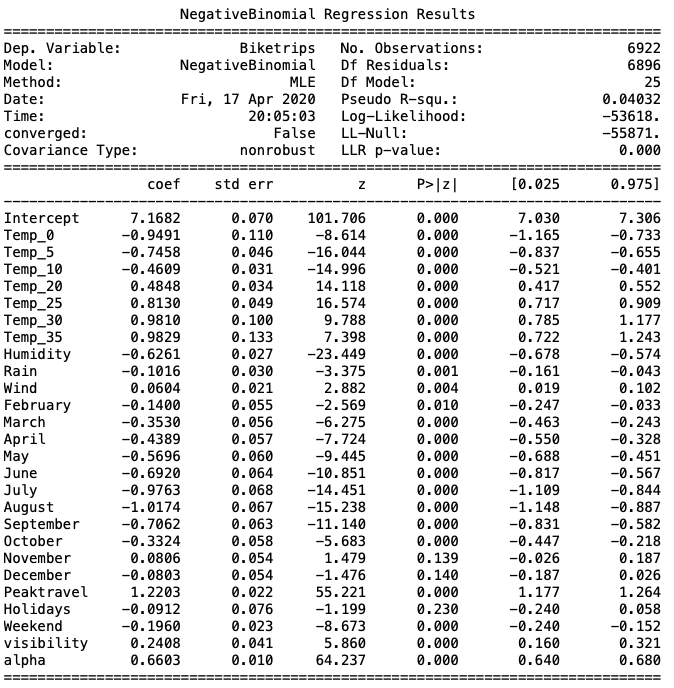 NegativeBinomial Regression Results
==============================================================================
Dep. Variable: Biketrips No. Observations: 6922
Model: NegativeBinomial Df Residuals: 6896
Method: MLE Df Model: 25
Date: Fri, 17 Apr 2020 Pseudo R-squ.: 0.04032
Time: 20:05:03 Log-Likelihood: -53618.
converged: False LL-Null: -55871.
Covariance Type: nonrobust LLR p-value: 0.000
==============================================================================
coef std err z P>|z| [0.025 0.975]
------------------------------------------------------------------------------
Intercept 7.1682 0.070 101.706 0.000 7.030 7.306
Temp_0 -0.9491 0.110 -8.614 0.000 -1.165 -0.733
Temp_5 -0.7458 0.046 -16.044 0.000 -0.837 -0.655
Temp_10 -0.4609 0.031 -14.996 0.000 -0.521 -0.401
Temp_20 0.4848 0.034 14.118 0.000 0.417 0.552
Temp_25 0.8130 0.049 16.574 0.000 0.717 0.909
Temp_30 0.9810 0.100 9.788 0.000 0.785 1.177
Temp_35 0.9829 0.133 7.398 0.000 0.722 1.243
Humidity -0.6261 0.027 -23.449 0.000 -0.678 -0.574
Rain -0.1016 0.030 -3.375 0.001 -0.161 -0.043
Wind 0.0604 0.021 2.882 0.004 0.019 0.102
February -0.1400 0.055 -2.569 0.010 -0.247 -0.033
March -0.3530 0.056 -6.275 0.000 -0.463 -0.243
April -0.4389 0.057 -7.724 0.000 -0.550 -0.328
May -0.5696 0.060 -9.445 0.000 -0.688 -0.451
June -0.6920 0.064 -10.851 0.000 -0.817 -0.567
July -0.9763 0.068 -14.451 0.000 -1.109 -0.844
August -1.0174 0.067 -15.238 0.000 -1.148 -0.887
September -0.7062 0.063 -11.140 0.000 -0.831 -0.582
October -0.3324 0.058 -5.683 0.000 -0.447 -0.218
November 0.0806 0.054 1.479 0.139 -0.026 0.187
December -0.0803 0.054 -1.476 0.140 -0.187 0.026
Peaktravel 1.2203 0.022 55.221 0.000 1.177 1.264
Holidays -0.0912 0.076 -1.199 0.230 -0.240 0.058
Weekend -0.1960 0.023 -8.673 0.000 -0.240 -0.152
visibility 0.2408 0.041 5.860 0.000 0.160 0.321
alpha 0.6603 0.010 64.237 0.000 0.640 0.680
==============================================================================